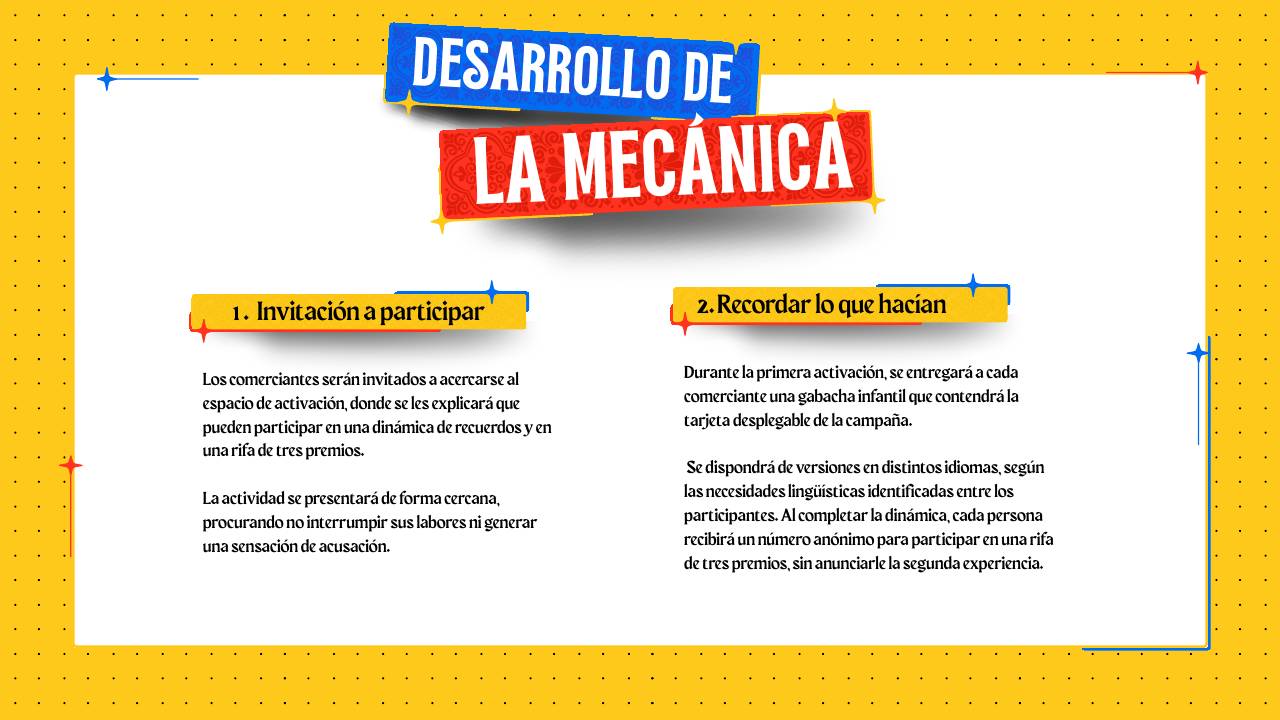 DESARROLLO DE
LA MECÁNICA
1. Invitación a participar
Los comerciantes serán invitados a acercarse al
espacio de activación, donde se les explicará que
pueden participar en una dinámica de recuerdos y en
una rifa de tres premios.
La actividad se presentará de forma cercana,
procurando no interrumpir sus labores ni generar
una sensación de acusación.
2. Recordar lo que hacían
Durante la primera activación, se entregará a cada
comerciante una gabacha infantil que contendrá la
tarjeta desplegable de la campaña.
Se dispondrá de versiones en distintos idiomas, según
las necesidades lingüísticas identificadas entre los
participantes. Al completar la dinámica, cada persona
recibirá un número anónimo para participar en una rifa
de tres premios, sin anunciarle la segunda experiencia.